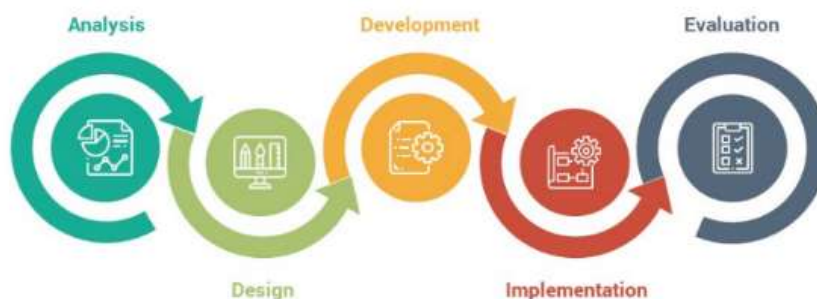 Analysis
Development
Evaluation
Design
Implementation